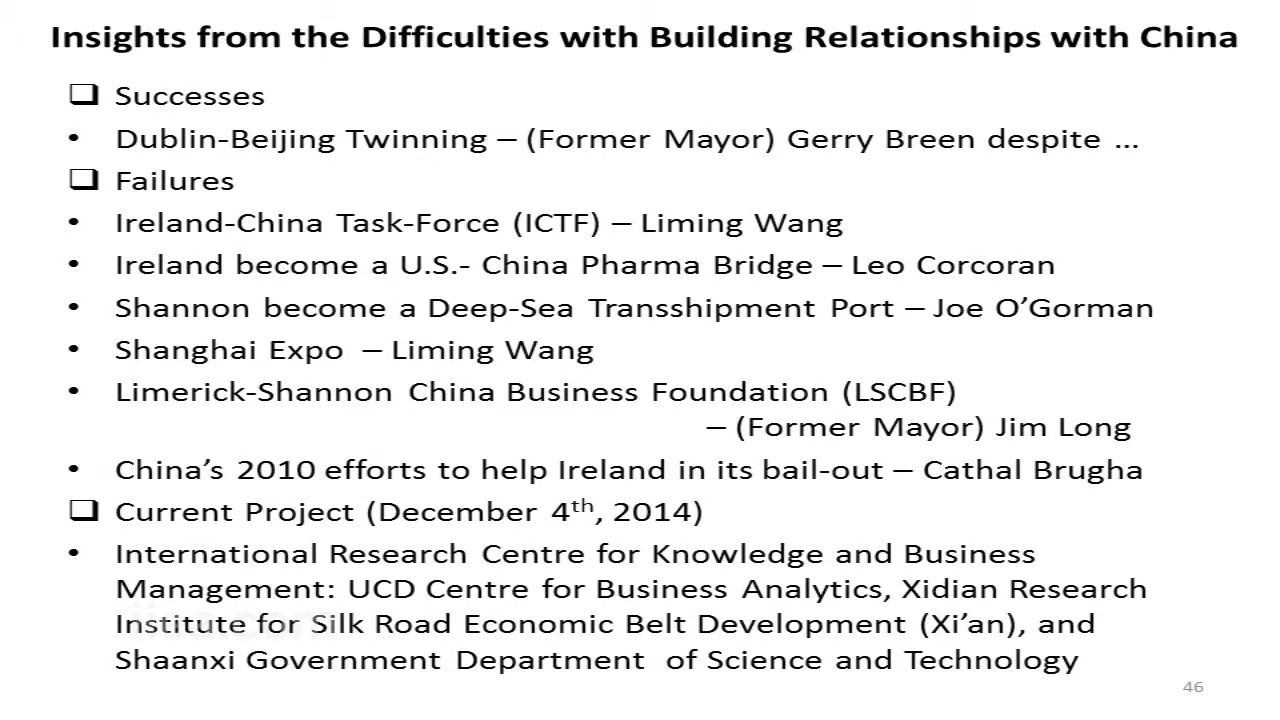 Insights from the Difficulties with Building Relationships with China
❑ Successes
• Dublin-Beijing Twinning – (Former Mayor) Gerry Breen despite ...
❑ Failures
• Ireland-China Task-Force (ICTF) – Liming Wang
• Ireland become a U.S.- China Pharma Bridge – Leo Corcoran
• Shannon become a Deep-Sea Transshipment Port – Joe O’Gorman
• Shanghai Expo – Liming Wang
• Limerick-Shannon China Business Foundation (LSCBF)
– (Former Mayor) Jim Long
• China’s 2010 efforts to help Ireland in its bail-out – Cathal Brugha
❑ Current Project (December 4th, 2014)
• International Research Centre for Knowledge and Business
Management: UCD Centre for Business Analytics, Xidian Research
Institute for Silk Road Economic Belt Development (Xi’an), and
Shaanxi Government Department of Science and Technology
46